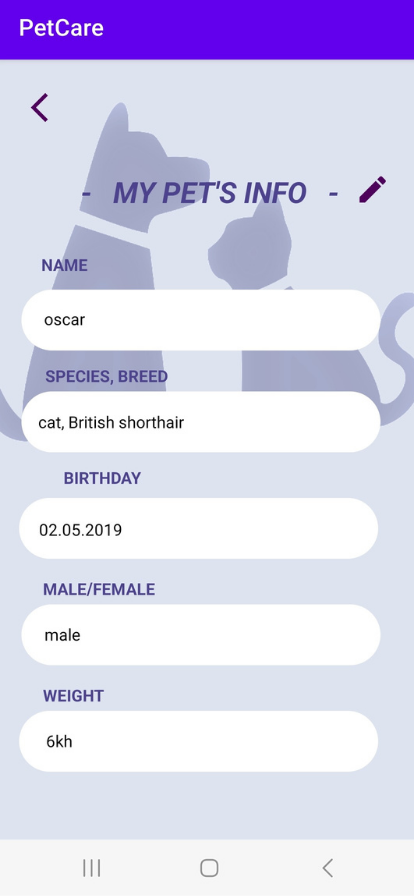 PetCare
- MY PET'S INFO -
NAME
oscar
SPECIES, BREED
cat, British shorthair
BIRTHDAY
02.05.2019
MALE/FEMALE
male
WEIGHT
6kh